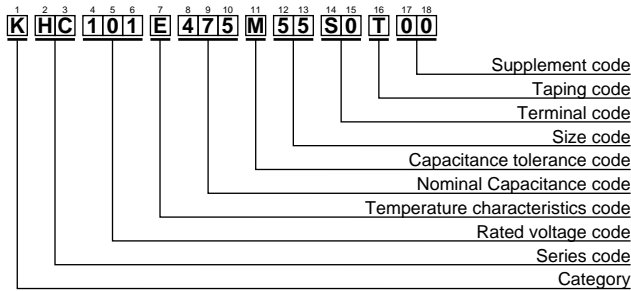 1 2 3 4 5 6 7 8 9 10 11 12 13 14 15 16 17 18
K HC 101 E 475 M 55 S0 T 00
Supplement code
Taping code
Terminal code
Size code
Capacitance tolerance code
Nominal Capacitance code
Temperature characteristics code
Rated voltage code
Series code
Category